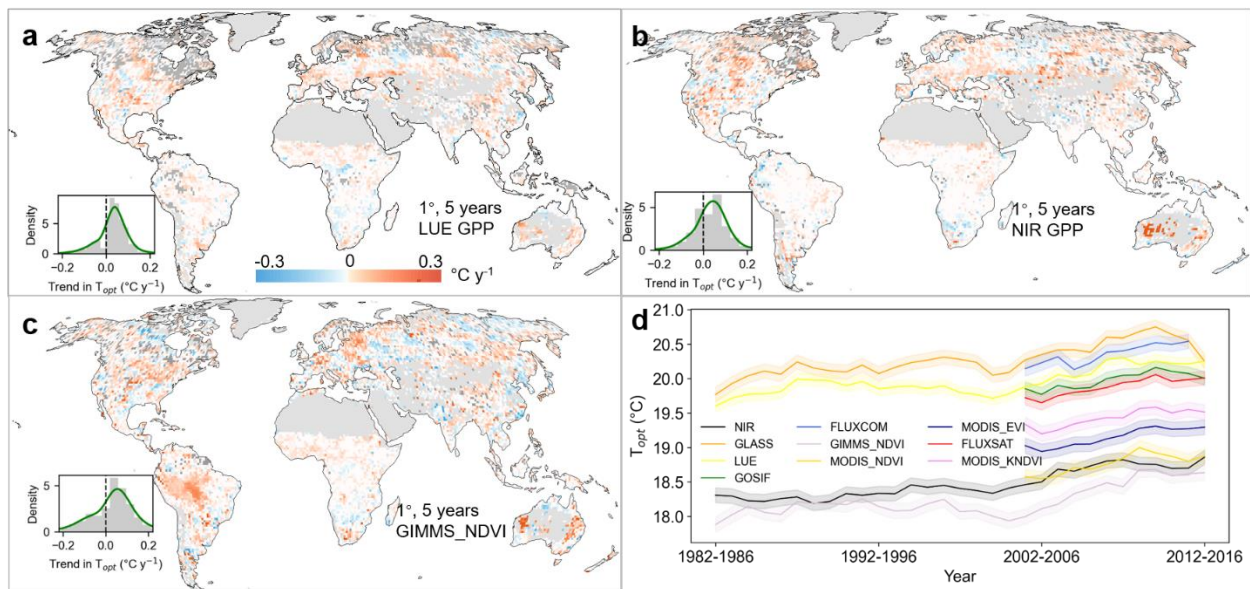 a
1°, 5 years
LUE GPP
Density
5
0
−0.2
0.0
0.2
Trend in Topt (°C y⁻¹)
-0.3
0
0.3
°C y⁻¹
b
1°, 5 years
NIR GPP
Density
5
0
−0.2
0.0
0.2
Trend in Topt (°C y⁻¹)
c
1°, 5 years
GIMMS_NDVI
Density
5
0
−0.2
0.0
0.2
Trend in Topt (°C y⁻¹)
d
Topt (°C)
21.0
20.5
20.0
19.5
19.0
18.5
18.0
NIR
GLASS
LUE
GOSIF
FLUXCOM
GIMMS_NDVI
MODIS_NDVI
MODIS_EVI
FLUXSAT
MODIS_KNDVI
1982-1986
1992-1996
2002-2006
2012-2016
Year